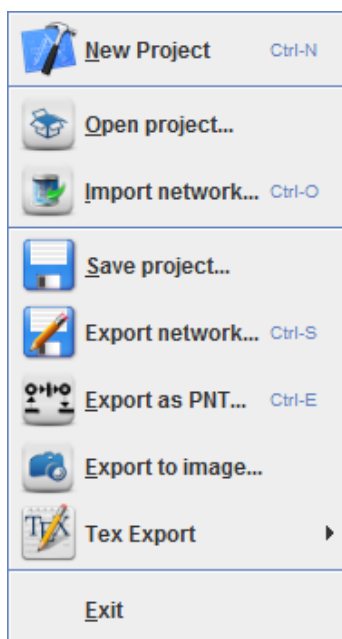 New Project Ctrl-N
Open project...
Import network... Ctrl-O
Save project...
Export network... Ctrl-S
Export as PNT... Ctrl-E
Export to image...
TEX Tex Export
Exit